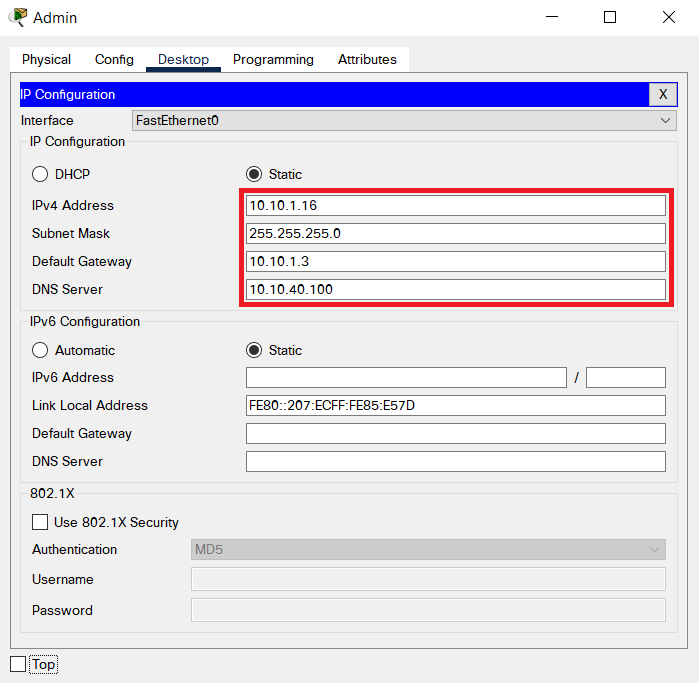 Admin
Physical Config Desktop Programming Attributes
IP Configuration X
Interface FastEthernet0
IP Configuration
DHCP Static
IPv4 Address 10.10.1.16
Subnet Mask 255.255.255.0
Default Gateway 10.10.1.3
DNS Server 10.10.40.100
IPv6 Configuration
Automatic Static
IPv6 Address /
Link Local Address FE80::207:ECFF:FE85:E57D
Default Gateway
DNS Server
802.1X
Use 802.1X Security
Authentication MD5
Username
Password
Top